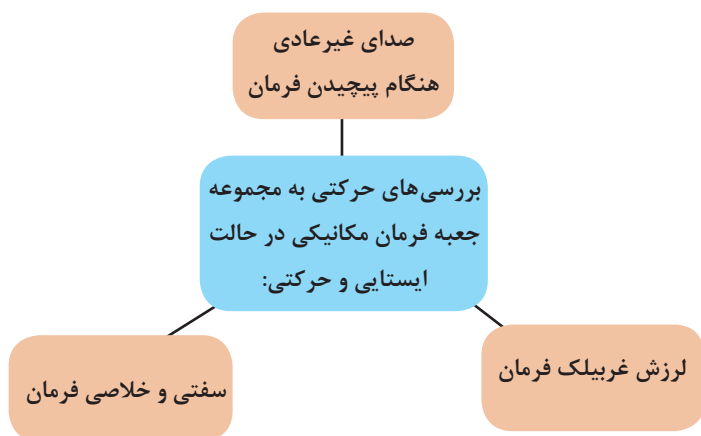 صدای غیرعادی
هنگام پیچیدن فرمان
بررسی‌های حرکتی به مجموعه
جعبه فرمان مکانیکی در حالت
ایستایی و حرکتی:
لرزش غربیلک فرمان
سفتی و خلاصی فرمان